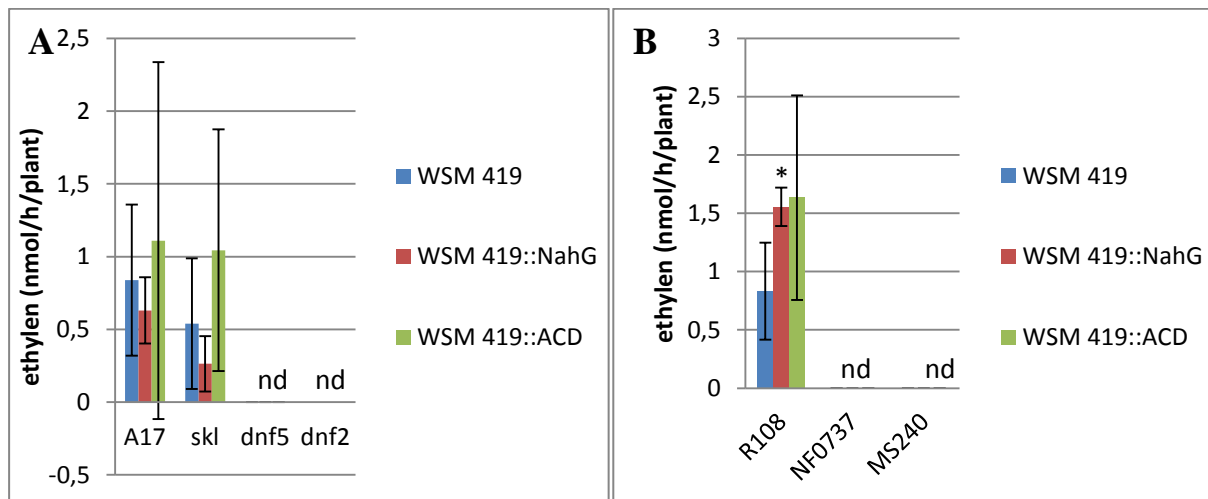 A
ethylen (nmol/h/plant)
2,5
2
1,5
1
0,5
0
-0,5
nd nd
A17 skl dnf5 dnf2
WSM 419
WSM 419::NahG
WSM 419::ACD
B
ethylen (nmol/h/plant)
3
2,5
2
1,5
1
0,5
0
*
nd nd
R108 NF0737 MS240
WSM 419
WSM 419::NahG
WSM 419::ACD